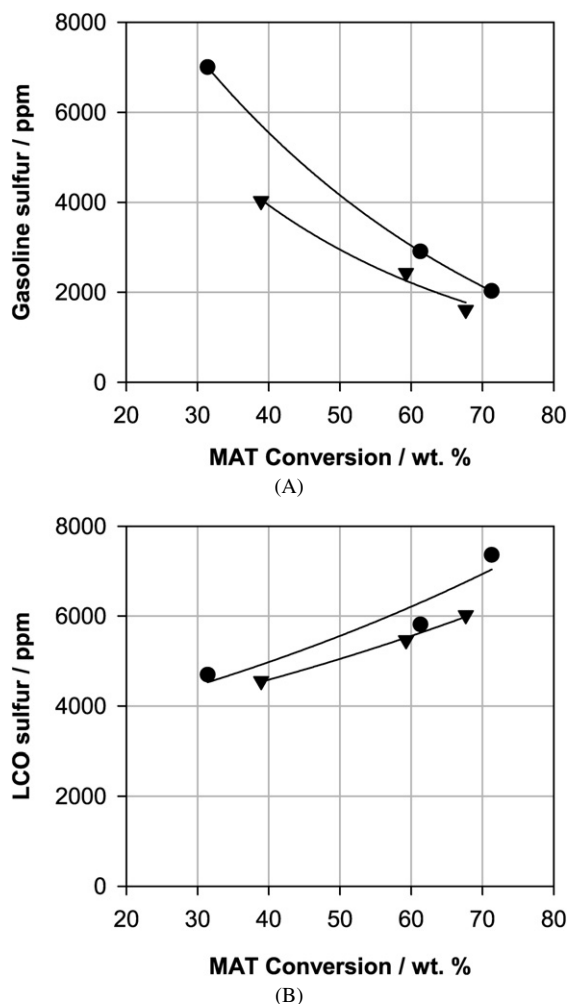 8000
6000
4000
2000
0
Gasoline sulfur / ppm
20 30 40 50 60 70 80
MAT Conversion / wt. %
(A)
8000
6000
4000
2000
0
LCO sulfur / ppm
20 30 40 50 60 70 80
MAT Conversion / wt. %
(B)